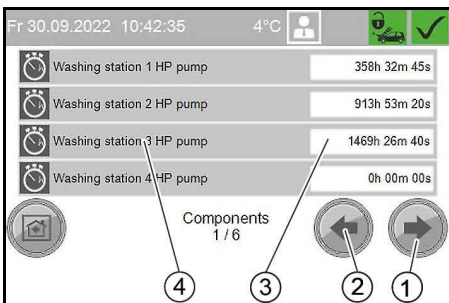 Fr 30.09.2022 10:42:35 4°C
Washing station 1 HP pump 358h 32m 45s
Washing station 2 HP pump 913h 53m 20s
Washing station 3 HP pump 1469h 26m 40s
Washing station 4 HP pump 0h 00m 00s
Components
1 / 6
4 3 2 1